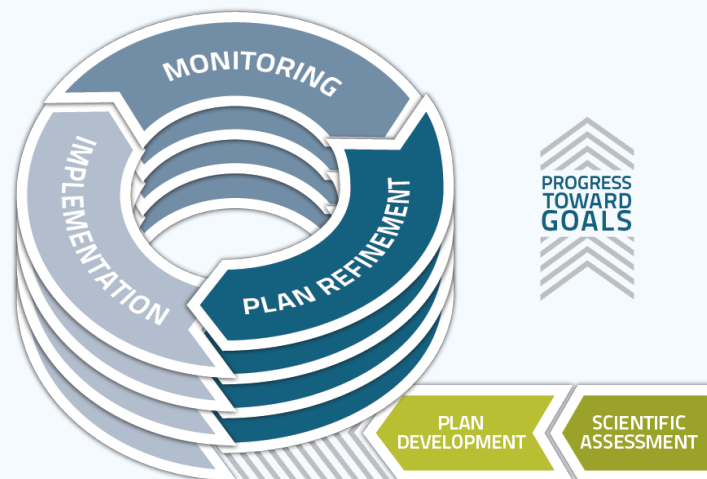 MONITORING
IMPLEMENTATION
PLAN REFINEMENT
PROGRESS
TOWARD
GOALS
PLAN
DEVELOPMENT
SCIENTIFIC
ASSESSMENT